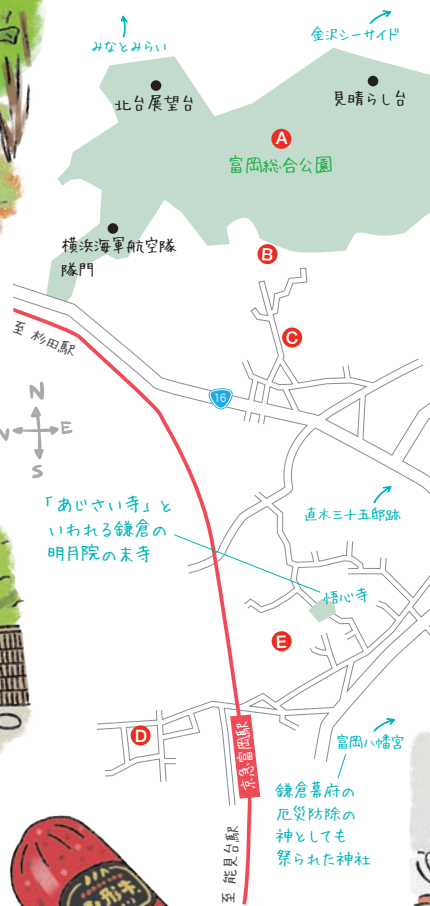 みなとみらい
金沢シーサイド
北台展望台
見晴らし台
A
富岡総合公園
横浜海軍航空隊
隊門
B
至 杉田駅
C
16
N
W
E
S
「あじさい寺」と
いわれる鎌倉の
明月院の末寺
直木三十五邸跡
悟心寺
E
D
京急富岡駅
富岡八幡宮
鎌倉幕府の
厄災防除の
神としても
祭られた神社
至 能見台駅